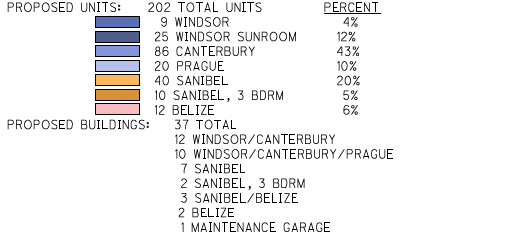 PROPOSED UNITS: 202 TOTAL UNITS PERCENT
9 WINDSOR 4%
25 WINDSOR SUNROOM 12%
86 CANTERBURY 43%
20 PRAGUE 10%
40 SANIBEL 20%
10 SANIBEL, 3 BDRM 5%
12 BELIZE 6%
PROPOSED BUILDINGS: 37 TOTAL
12 WINDSOR/CANTERBURY
10 WINDSOR/CANTERBURY/PRAGUE
7 SANIBEL
2 SANIBEL, 3 BDRM
3 SANIBEL/BELIZE
2 BELIZE
1 MAINTENANCE GARAGE